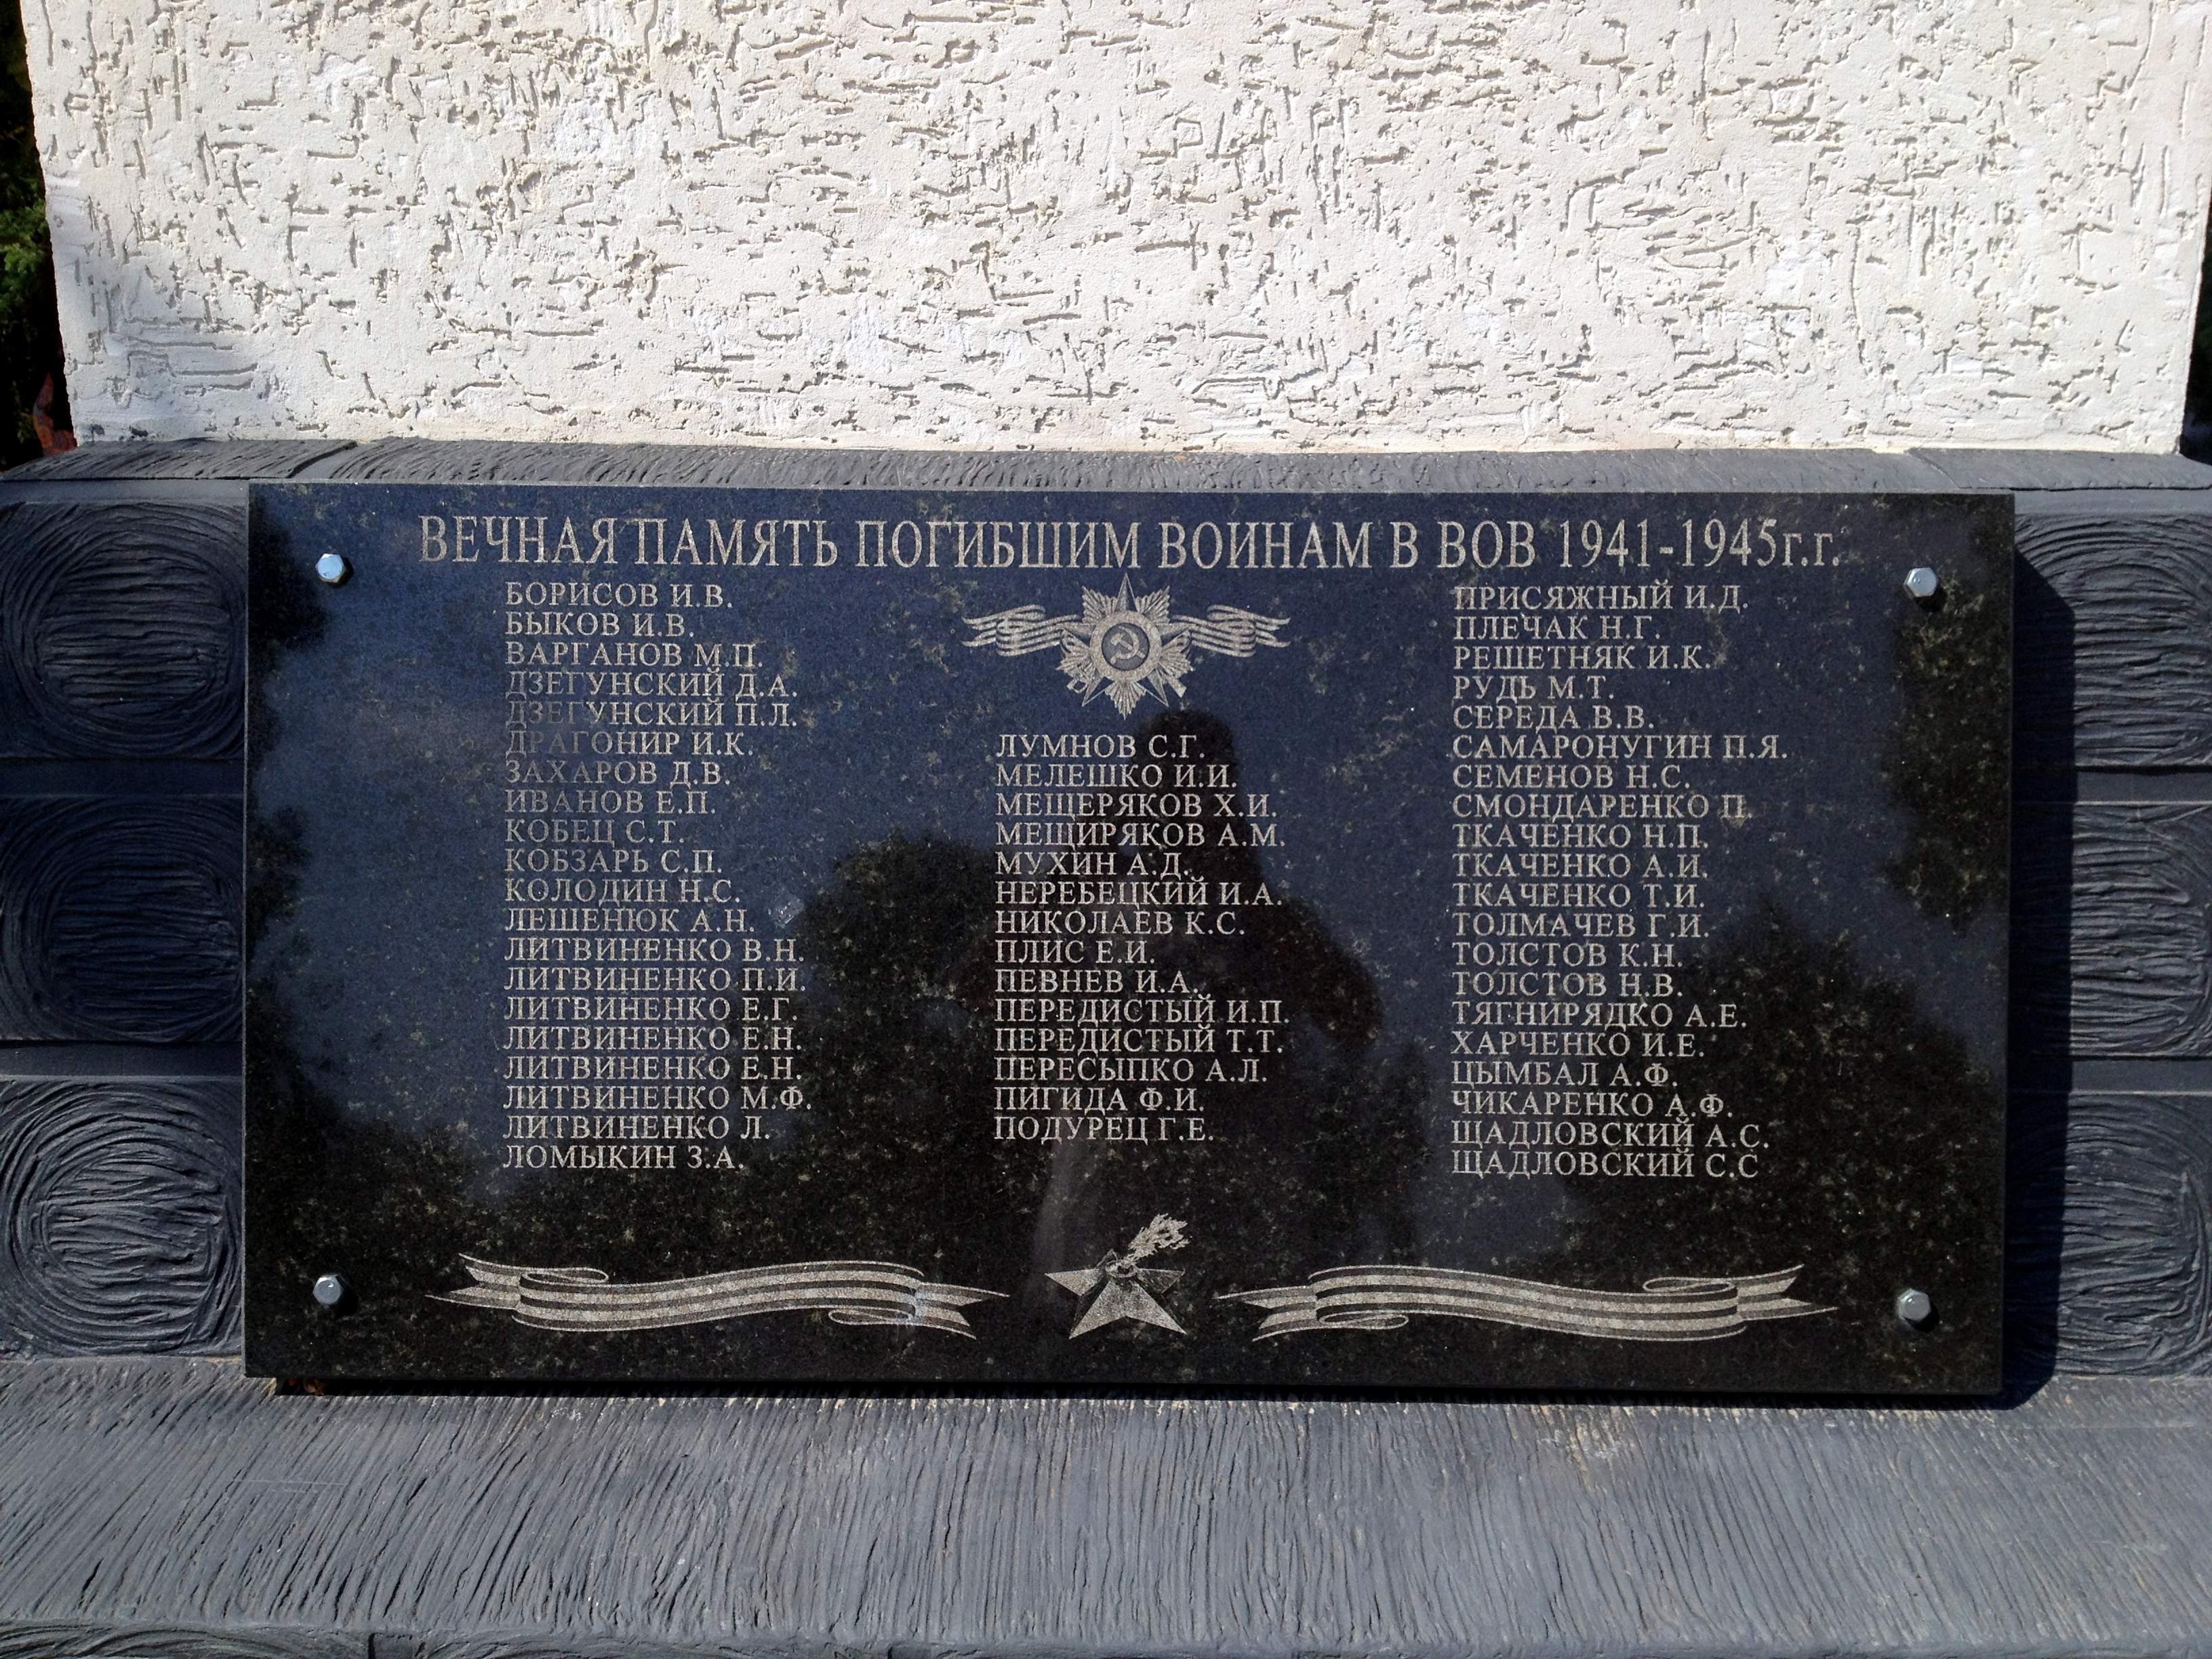 ВЕЧНАЯ ПАМЯТЬ ПОГИБШИМ ВОИНАМ В ВОВ 1941-1945г.г.
БОРИСОВ И.В.
БЫКОВ И.В.
ВАРГАНОВ М.П.
ДЗЕГУНСКИЙ Д.А.
ДЗЕГУНСКИЙ П.Л.
ДРАГОНИР И.К.
ЗАХАРОВ Д.В.
ИВАНОВ Е.П.
КОБЕЦ С.Т.
КОБЗАРЬ С.П.
КОЛОДИН Н.С.
ЛЕШЕНЮК А.Н.
ЛИТВИНЕНКО В.Н.
ЛИТВИНЕНКО П.И.
ЛИТВИНЕНКО Е.Г.
ЛИТВИНЕНКО Е.Н.
ЛИТВИНЕНКО Е.Н.
ЛИТВИНЕНКО М.Ф.
ЛИТВИНЕНКО Л.
ЛОМЫКИН З.А.
ЛУМНОВ С.Г.
МЕЛЕШКО И.И.
МЕЩЕРЯКОВ Х.И.
МЕЩИРЯКОВ А.М.
МУХИН А.Д.
НЕРЕБЕЦКИЙ И.А.
НИКОЛАЕВ К.С.
ПЛИС Е.И.
ПЕВНЕВ И.А.
ПЕРЕДИСТЫЙ И.П.
ПЕРЕДИСТЫЙ Т.Т.
ПЕРЕСЫПКО А.Л.
ПИГИДА Ф.И.
ПОДУРЕЦ Г.Е.
ПРИСЯЖНЫЙ И.Д.
ПЛЕЧАК Н.Г.
РЕШЕТНЯК И.К.
РУДЬ М.Т.
СЕРЕДА В.В.
САМАРОНУГИН П.Я.
СЕМЕНОВ Н.С.
СМОНДАРЕНКО П.
ТКАЧЕНКО Н.П.
ТКАЧЕНКО А.И.
ТКАЧЕНКО Т.И.
ТОЛМАЧЕВ Г.И.
ТОЛСТОВ К.Н.
ТОЛСТОВ Н.В.
ТЯГНИРЯДКО А.Е.
ХАРЧЕНКО И.Е.
ЦЫМБАЛ А.Ф.
ЧИКАРЕНКО А.Ф.
ЩАДЛОВСКИЙ А.С.
ЩАДЛОВСКИЙ С.С